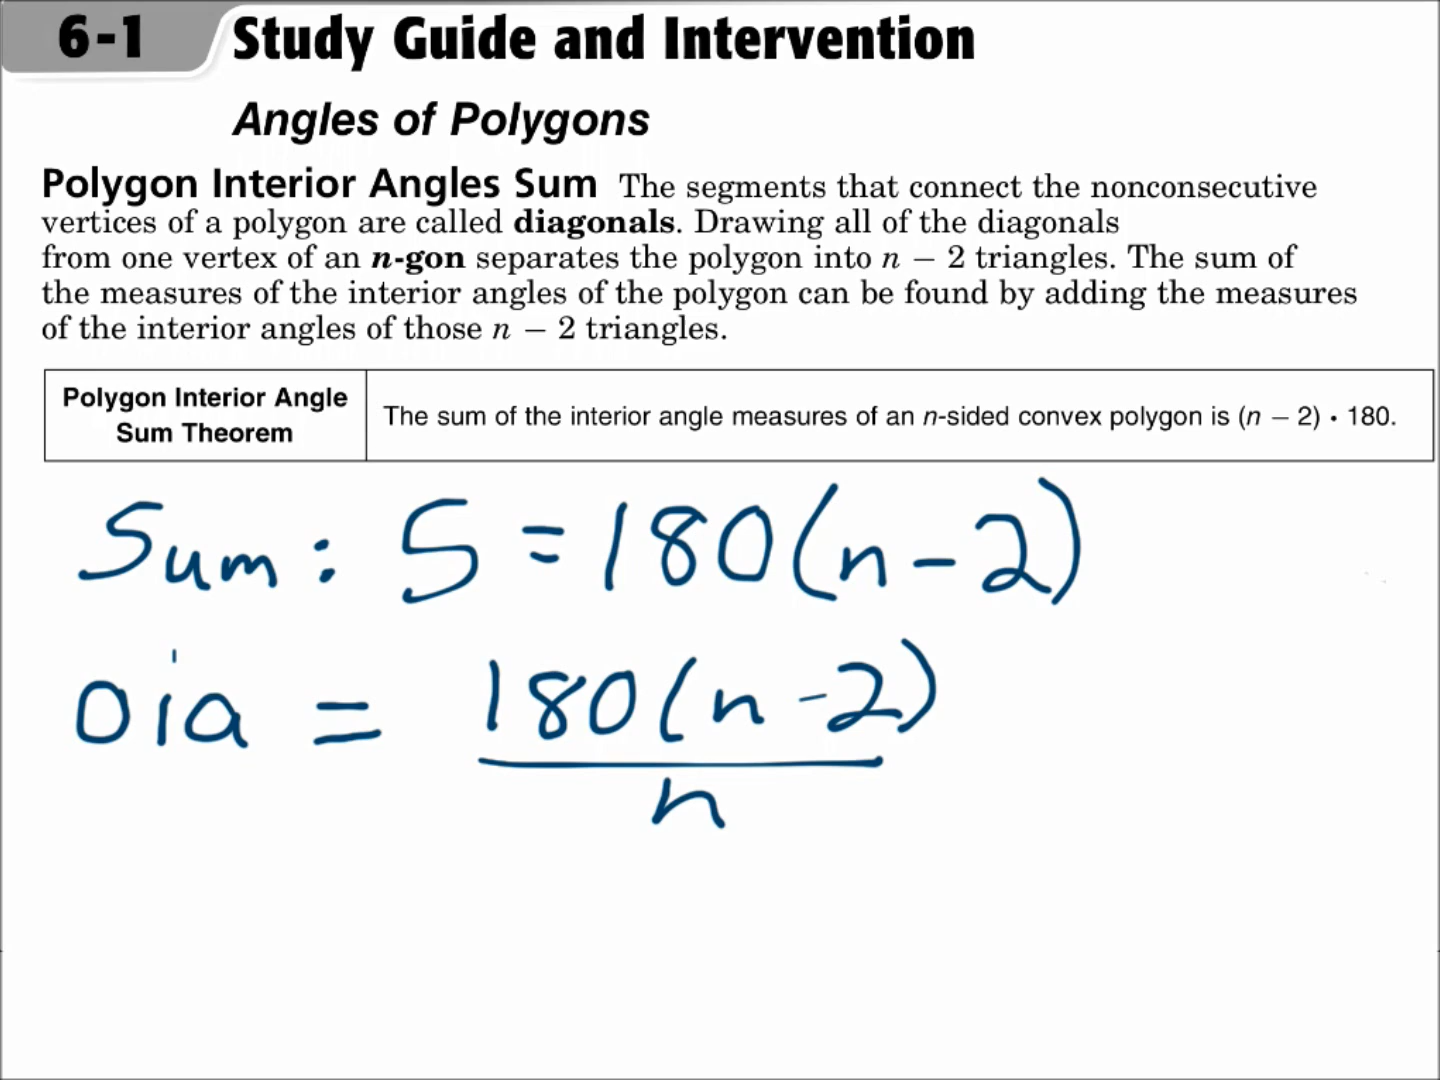 6-1 Study Guide and Intervention
Angles of Polygons
Polygon Interior Angles Sum The segments that connect the nonconsecutive
vertices of a polygon are called diagonals. Drawing all of the diagonals
from one vertex of an n-gon separates the polygon into n − 2 triangles. The sum of
the measures of the interior angles of the polygon can be found by adding the measures
of the interior angles of those n − 2 triangles.
Polygon Interior Angle
Sum Theorem
The sum of the interior angle measures of an n-sided convex polygon is (n − 2) • 180.
Sum: S = 180(n - 2)
oia = 180(n - 2)
n